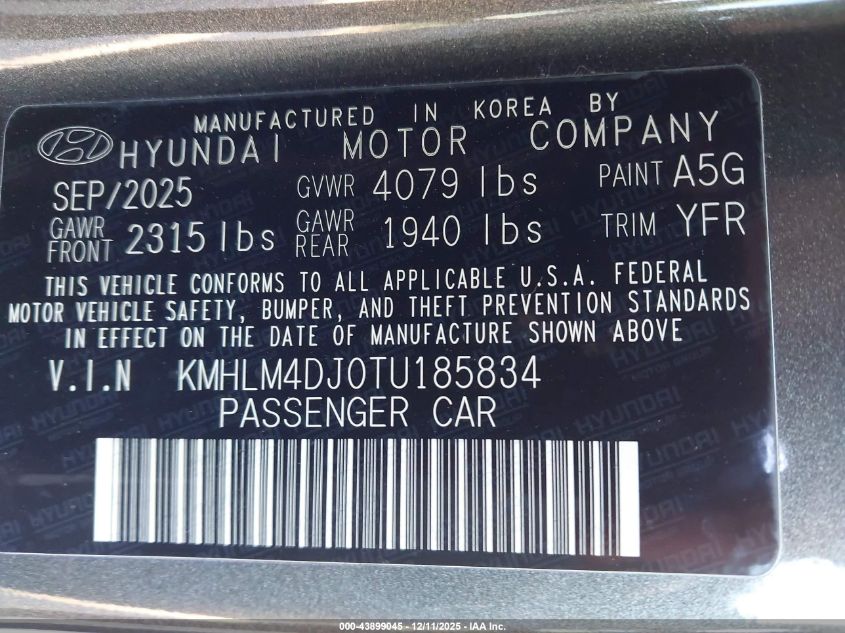 MANUFACTURED IN KOREA BY
HYUNDAI MOTOR COMPANY
SEP/2025 GVWR 4079 lbs PAINT A5G
GAWR FRONT 2315 lbs GAWR REAR 1940 lbs TRIM YFR
THIS VEHICLE CONFORMS TO ALL APPLICABLE U.S.A. FEDERAL
MOTOR VEHICLE SAFETY, BUMPER, AND THEFT PREVENTION STANDARDS
IN EFFECT ON THE DATE OF MANUFACTURE SHOWN ABOVE
V.I.N KMHLM4DJ0TU185834
PASSENGER CAR
000-43899045 - 12/11/2025 - IAA Inc.